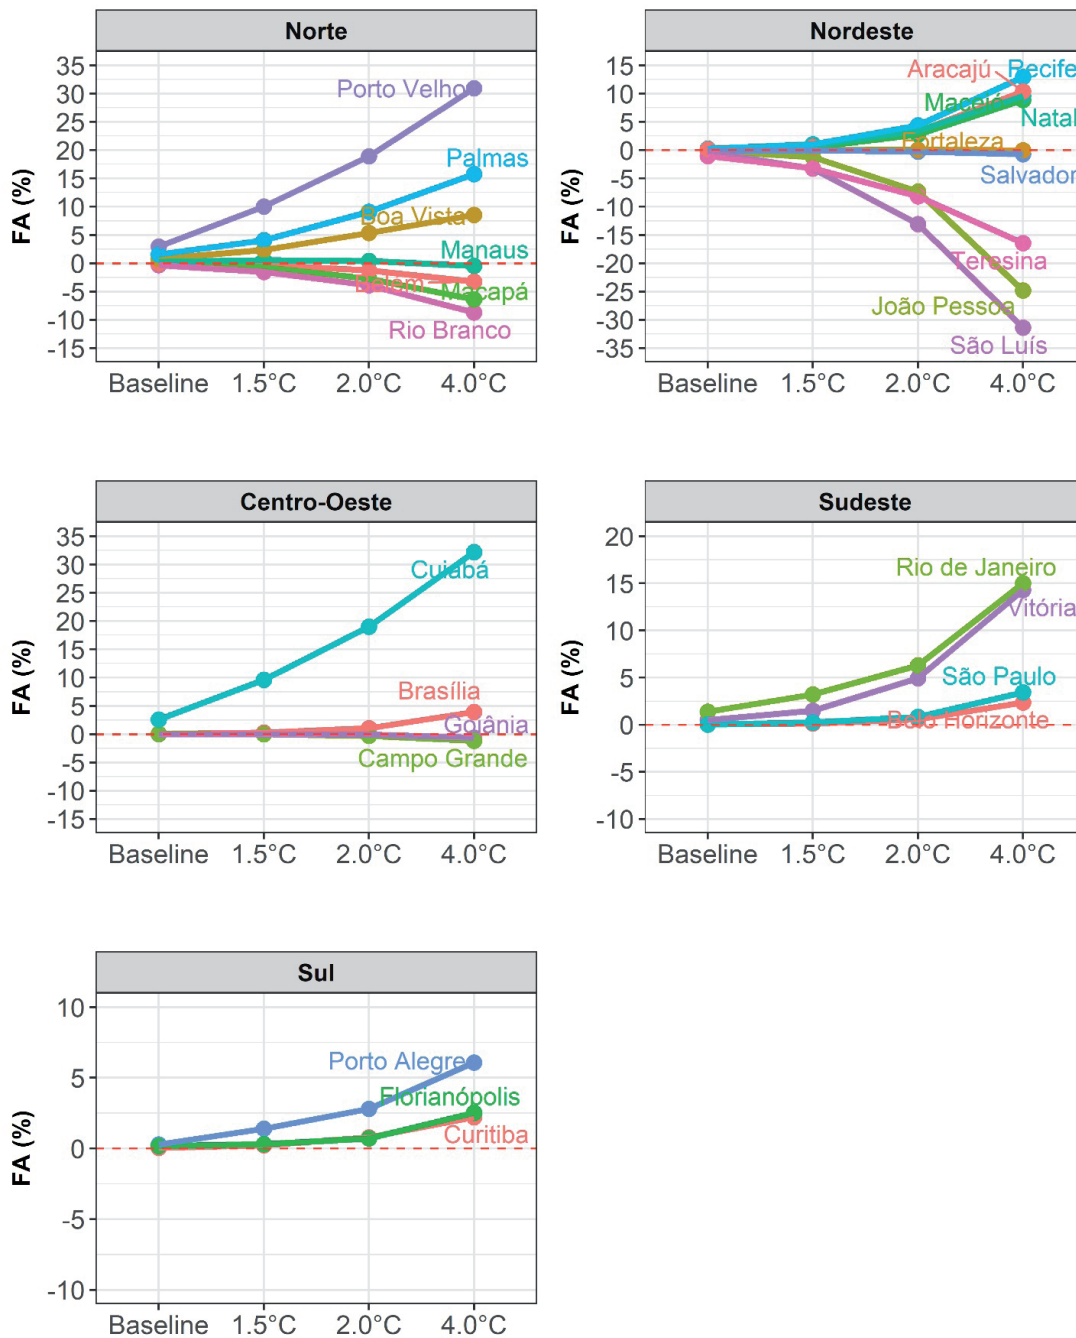 Norte
FA (%)
35
30
25
20
15
10
5
0
-5
-10
-15
Porto Velho
Palmas
Boa Vista
Manaus
Belém
Macapá
Rio Branco
Baseline 1.5°C 2.0°C 4.0°C
Nordeste
FA (%)
15
10
5
0
-5
-10
-15
-20
-25
-30
-35
Aracajú
Recife
Maceió
Natal
Fortaleza
Salvador
Teresina
João Pessoa
São Luís
Baseline 1.5°C 2.0°C 4.0°C
Centro-Oeste
FA (%)
35
30
25
20
15
10
5
0
-5
-10
-15
Cuiabá
Brasília
Goiânia
Campo Grande
Baseline 1.5°C 2.0°C 4.0°C
Sudeste
FA (%)
20
15
10
5
0
-5
-10
Rio de Janeiro
Vitória
São Paulo
Belo Horizonte
Baseline 1.5°C 2.0°C 4.0°C
Sul
FA (%)
10
5
0
-5
-10
Porto Alegre
Florianópolis
Curitiba
Baseline 1.5°C 2.0°C 4.0°C